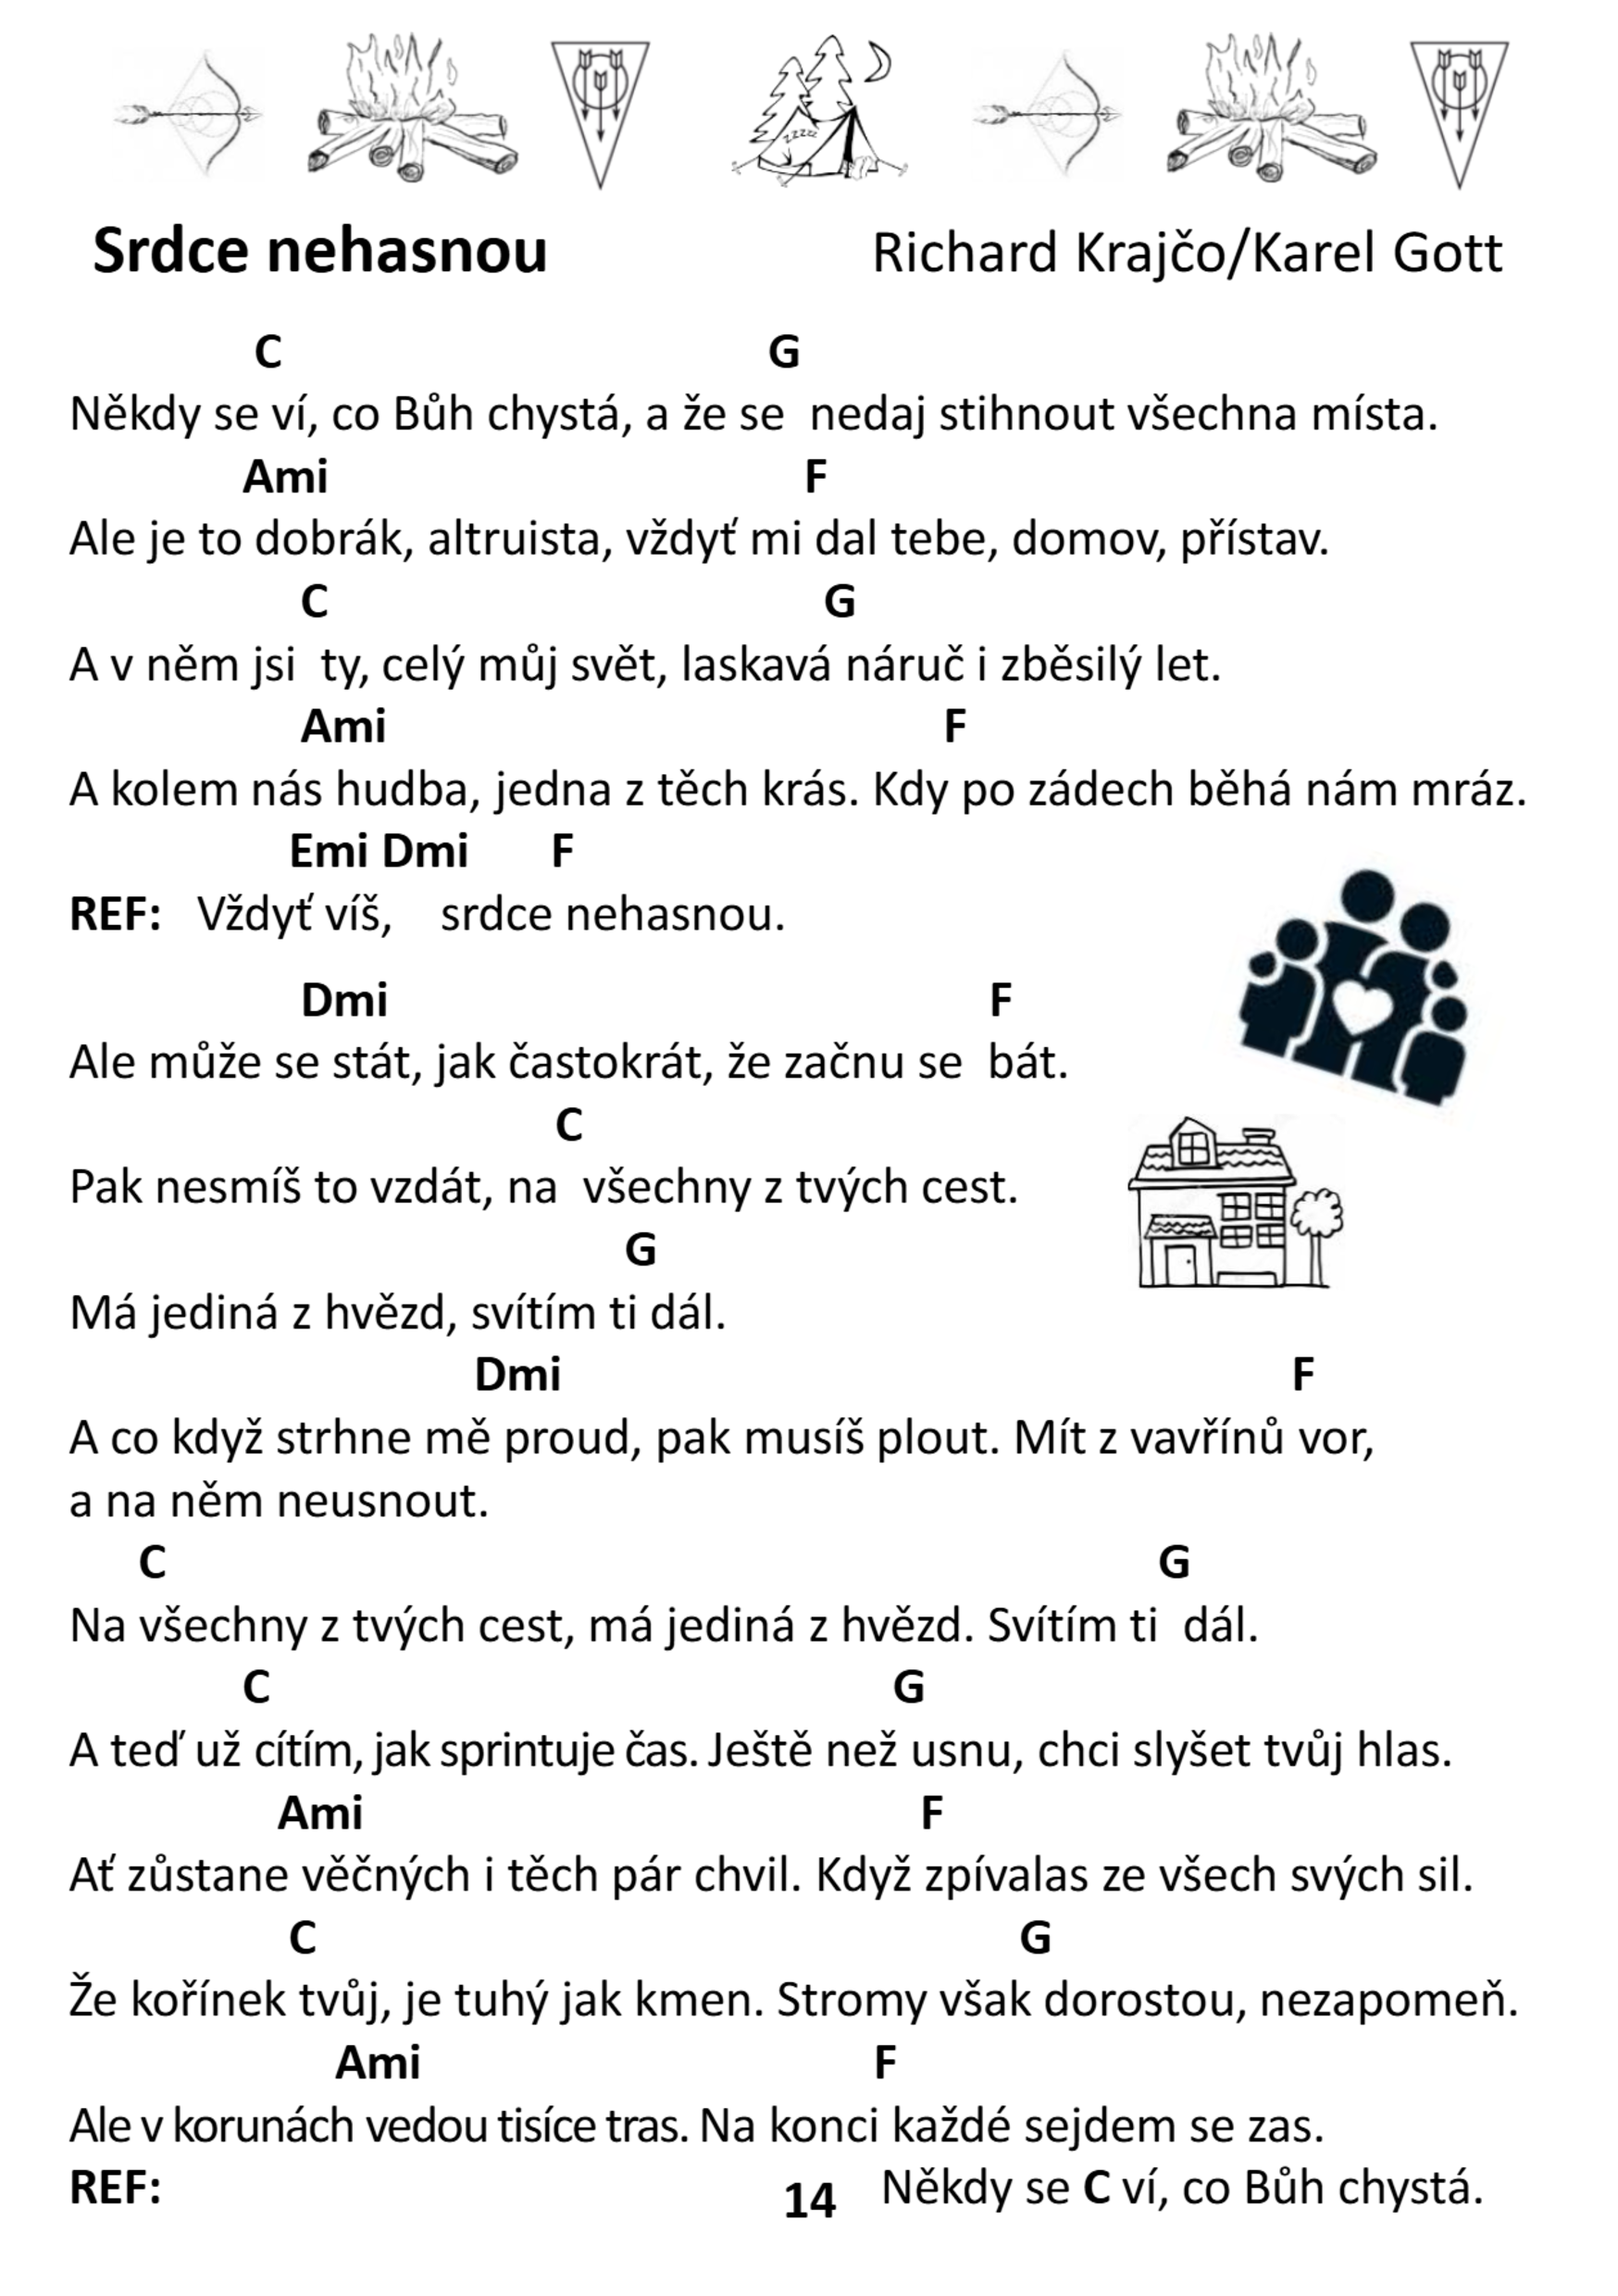 zzzzz
Srdce nehasnou Richard Krajčo/Karel Gott
C G
Někdy se ví, co Bůh chystá, a že se nedaj stihnout všechna místa.
Ami F
Ale je to dobrák, altruista, vždyť mi dal tebe, domov, přístav.
C G
A v něm jsi ty, celý můj svět, laskavá náruč i zběsilý let.
Ami F
A kolem nás hudba, jedna z těch krás. Kdy po zádech běhá nám mráz.
Emi Dmi F
REF: Vždyť víš, srdce nehasnou.
Dmi F
Ale může se stát, jak častokrát, že začnu se bát.
C
Pak nesmíš to vzdát, na všechny z tvých cest.
G
Má jediná z hvězd, svítím ti dál.
Dmi F
A co když strhne mě proud, pak musíš plout. Mít z vavřínů vor,
a na něm neusnout.
C G
Na všechny z tvých cest, má jediná z hvězd. Svítím ti dál.
C G
A teď už cítím, jak sprintuje čas. Ještě než usnu, chci slyšet tvůj hlas.
Ami F
Ať zůstane věčných i těch pár chvil. Když zpívalas ze všech svých sil.
C G
Že kořínek tvůj, je tuhý jak kmen. Stromy však dorostou, nezapomeň.
Ami F
Ale v korunách vedou tisíce tras. Na konci každé sejdem se zas.
REF: Někdy se C ví, co Bůh chystá.
14